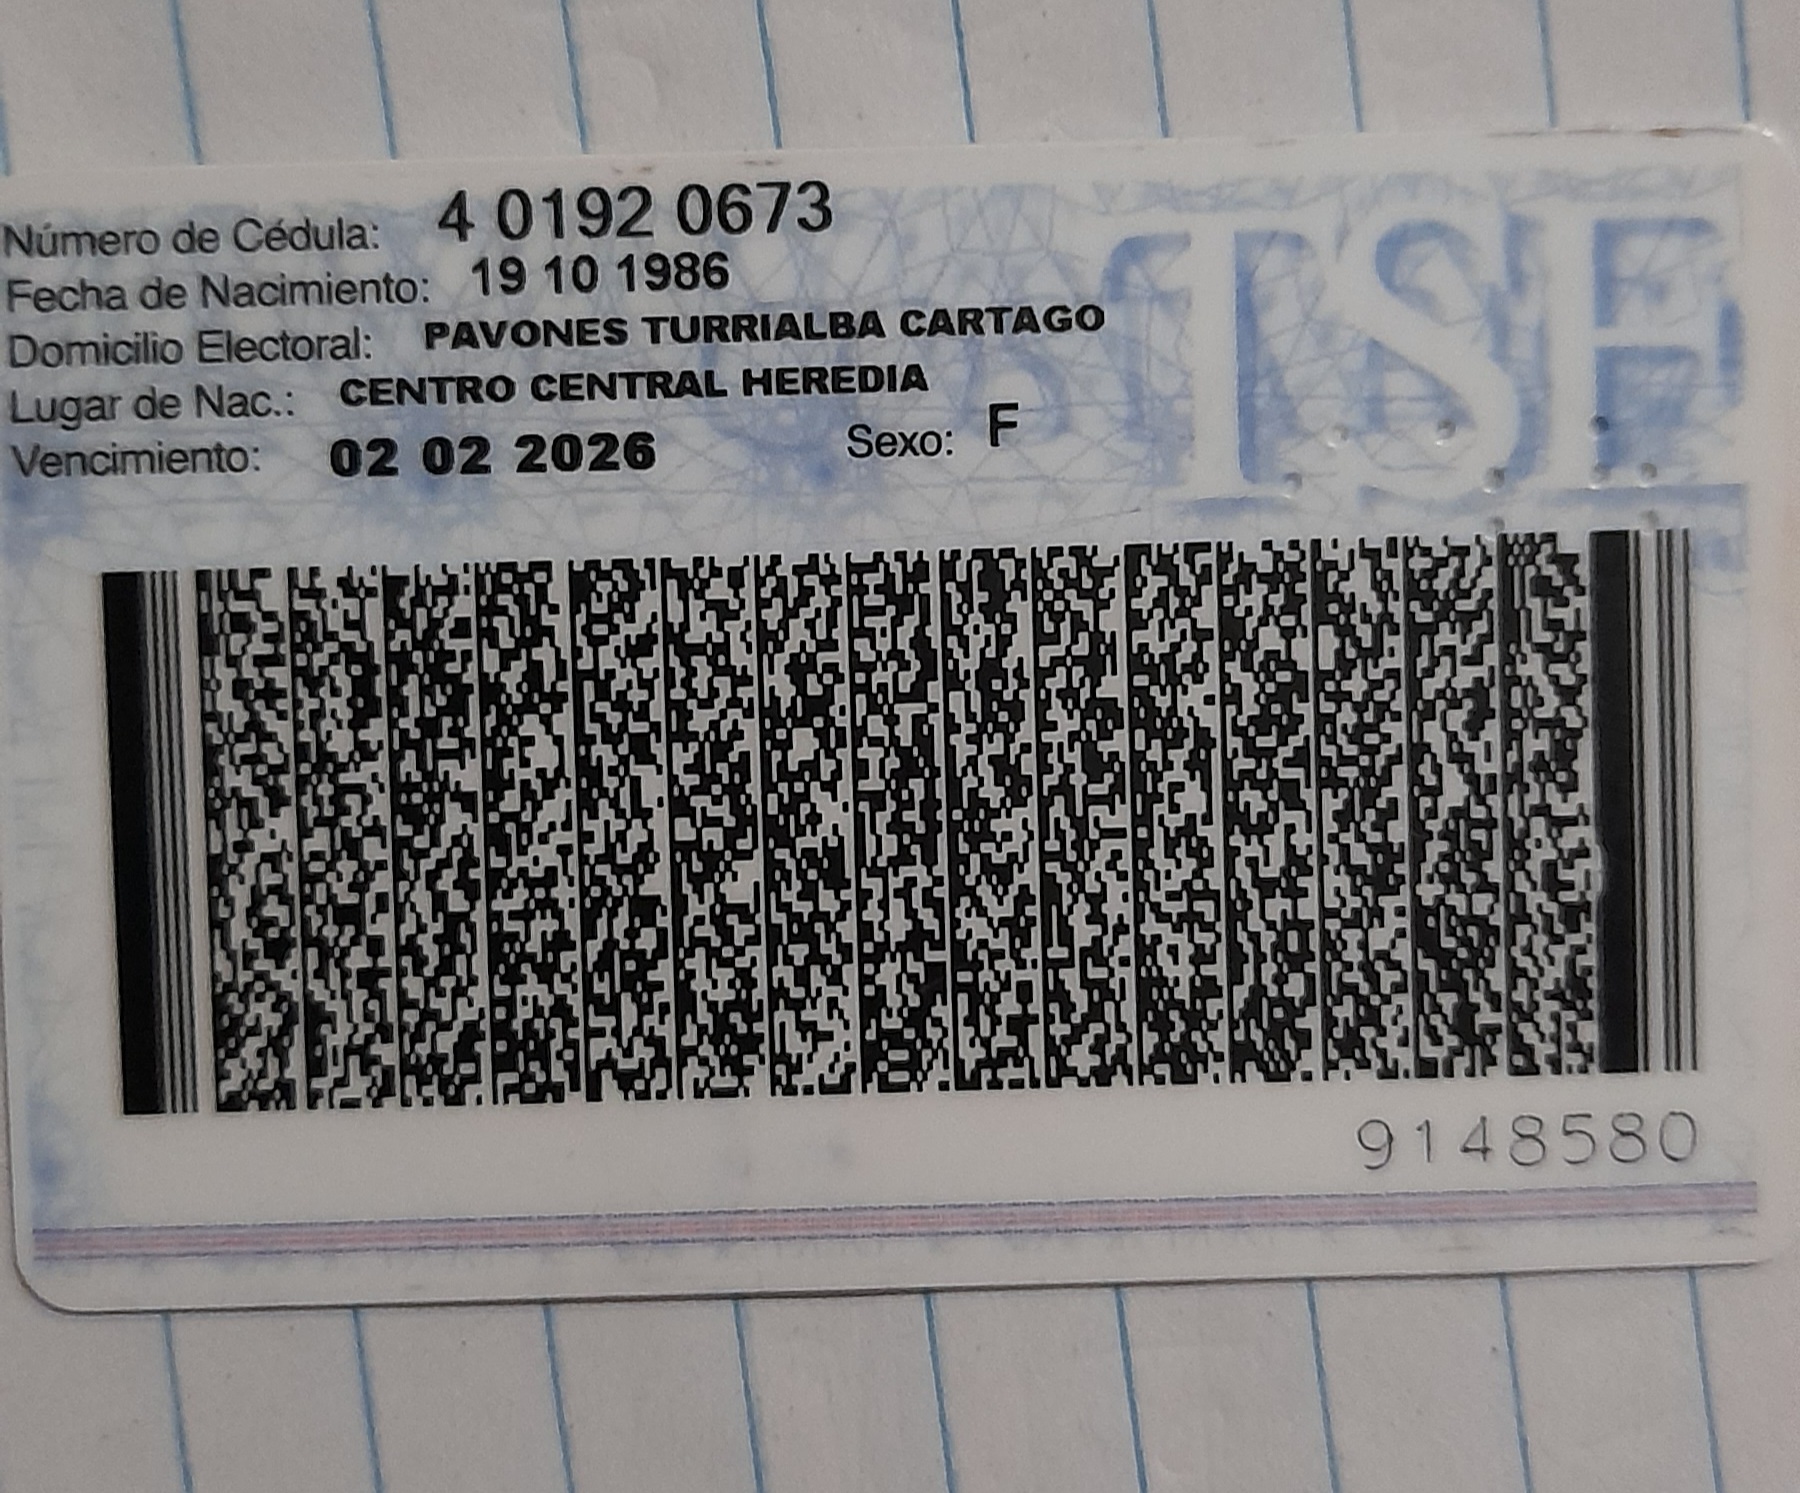 Número de Cédula: 4 0192 0673
Fecha de Nacimiento: 19 10 1986
Domicilio Electoral: PAVONES TURRIALBA CARTAGO
Lugar de Nac.: CENTRO CENTRAL HEREDIA
Vencimiento: 02 02 2026 Sexo: F
TSE
9148580